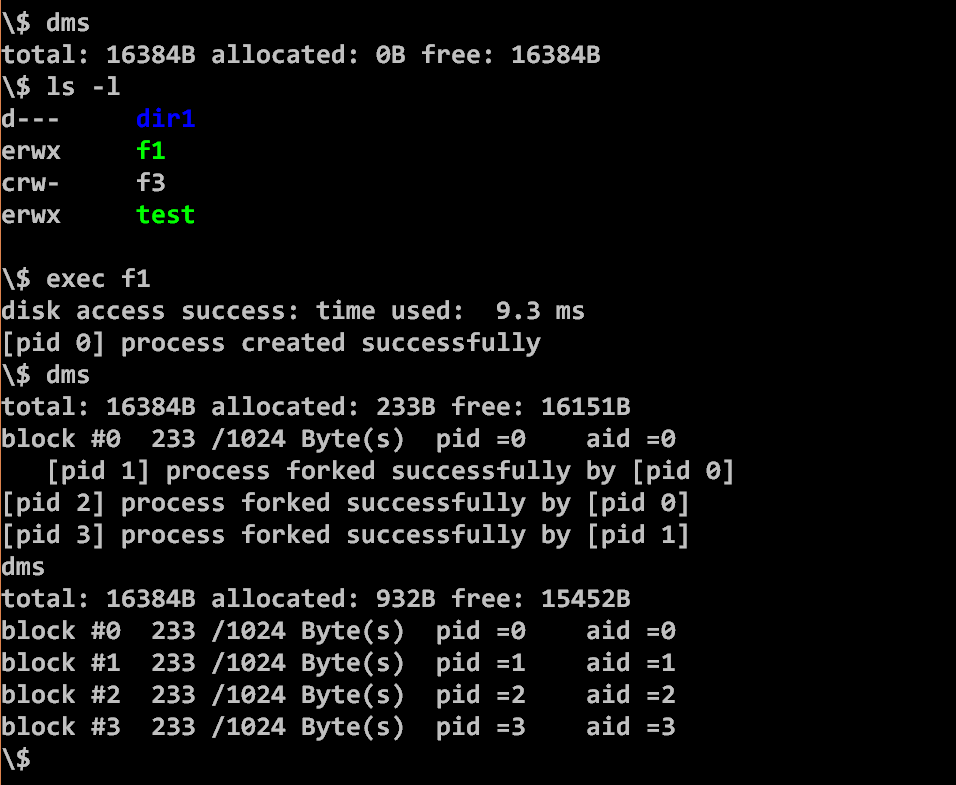 \$ dms
total: 16384B allocated: 0B free: 16384B
\$ ls -l
d---     dir1
erwx     f1
crw-     f3
erwx     test
\$ exec f1
disk access success: time used:  9.3 ms
[pid 0] process created successfully
\$ dms
total: 16384B allocated: 233B free: 16151B
block #0  233 /1024 Byte(s)  pid =0    aid =0
   [pid 1] process forked successfully by [pid 0]
[pid 2] process forked successfully by [pid 0]
[pid 3] process forked successfully by [pid 1]
dms
total: 16384B allocated: 932B free: 15452B
block #0  233 /1024 Byte(s)  pid =0    aid =0
block #1  233 /1024 Byte(s)  pid =1    aid =1
block #2  233 /1024 Byte(s)  pid =2    aid =2
block #3  233 /1024 Byte(s)  pid =3    aid =3
\$